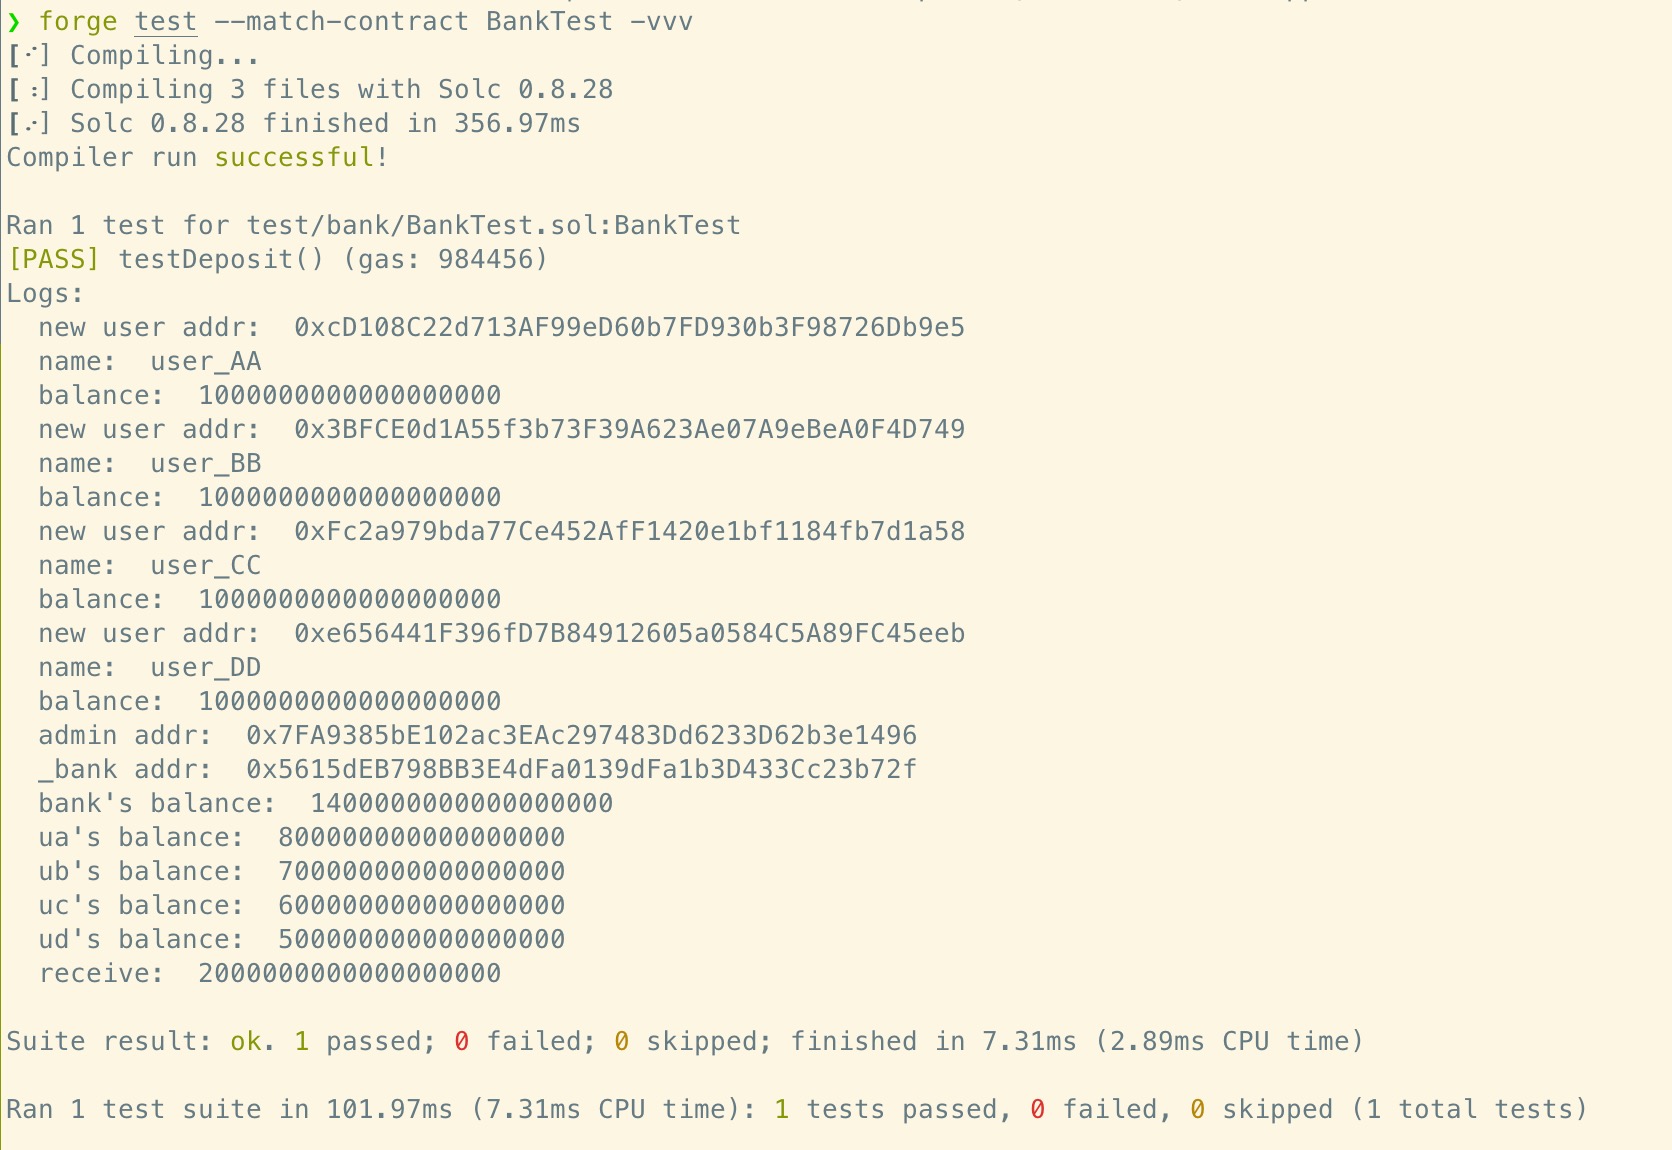 ❯ forge test --match-contract BankTest -vvv
[⠊] Compiling...
[⠰] Compiling 3 files with Solc 0.8.28
[⠔] Solc 0.8.28 finished in 356.97ms
Compiler run successful!
Ran 1 test for test/bank/BankTest.sol:BankTest
[PASS] testDeposit() (gas: 984456)
Logs:
new user addr:  0xcD108C22d713AF99eD60b7FD930b3F98726Db9e5
name:  user_AA
balance:  1000000000000000000
new user addr:  0x3BFCE0d1A55f3b73F39A623Ae07A9eBeA0F4D749
name:  user_BB
balance:  1000000000000000000
new user addr:  0xFc2a979bda77Ce452AfF1420e1bf1184fb7d1a58
name:  user_CC
balance:  1000000000000000000
new user addr:  0xe656441F396fD7B84912605a0584C5A89FC45eeb
name:  user_DD
balance:  1000000000000000000
admin addr:  0x7FA9385bE102ac3EAc297483Dd6233D62b3e1496
_bank addr:  0x5615dEB798BB3E4dFa0139dFa1b3D433Cc23b72f
bank's balance:  1400000000000000000
ua's balance:  800000000000000000
ub's balance:  700000000000000000
uc's balance:  600000000000000000
ud's balance:  500000000000000000
receive:  2000000000000000000
Suite result: ok. 1 passed; 0 failed; 0 skipped; finished in 7.31ms (2.89ms CPU time)
Ran 1 test suite in 101.97ms (7.31ms CPU time): 1 tests passed, 0 failed, 0 skipped (1 total tests)